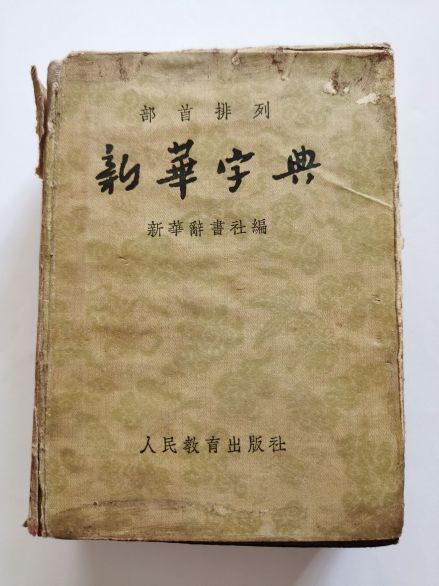 部首排列
新華字典
新華辭書社編
人民教育出版社